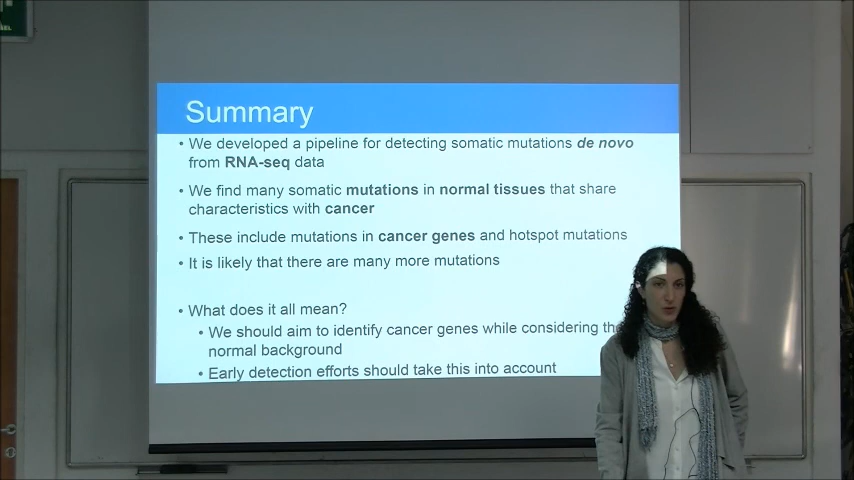 Summary
• We developed a pipeline for detecting somatic mutations de novo
from RNA-seq data
• We find many somatic mutations in normal tissues that share
characteristics with cancer
• These include mutations in cancer genes and hotspot mutations
• It is likely that there are many more mutations
• What does it all mean?
• We should aim to identify cancer genes while considering the
normal background
• Early detection efforts should take this into account